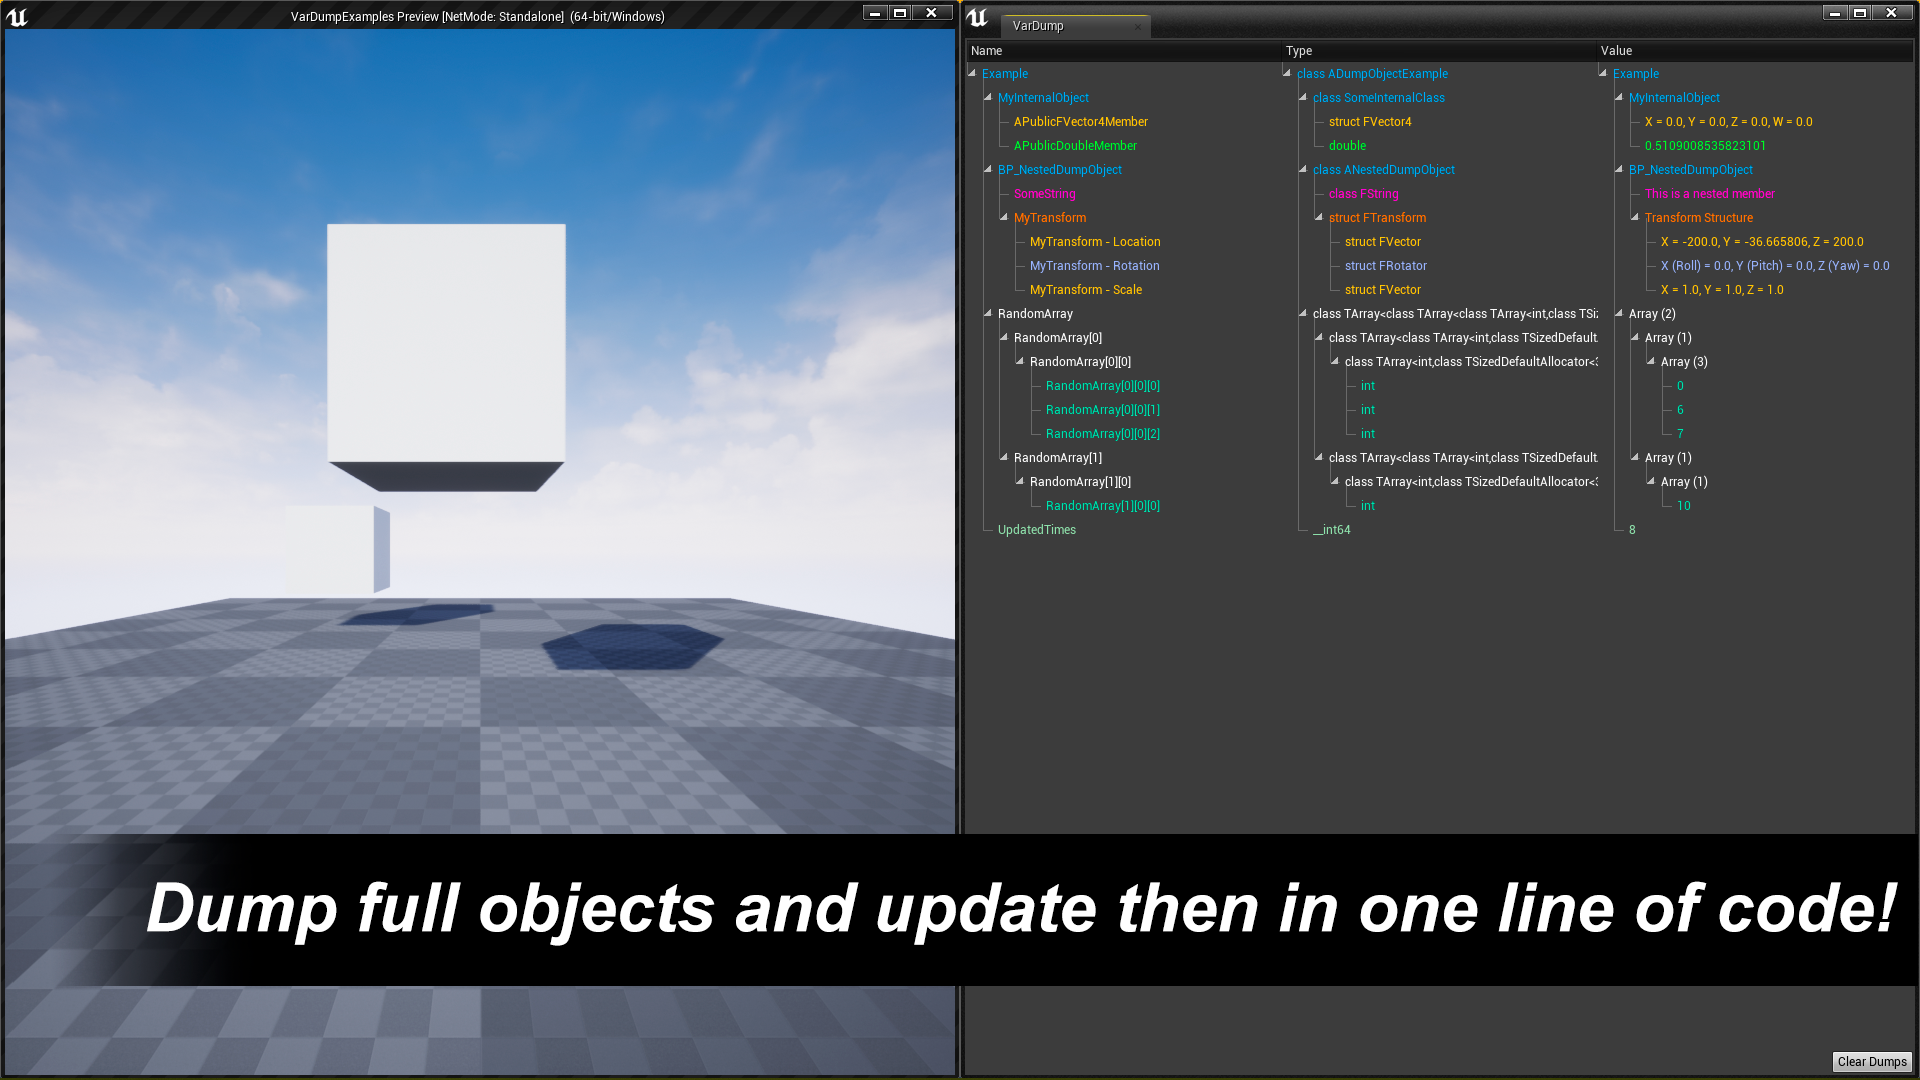 VarDumpExamples Preview [NetMode: Standalone] (64-bit/Windows)
VarDump
Name Type Value
Example class ADumpObjectExample Example
MyInternalObject class SomeInternalClass MyInternalObject
APublicFVector4Member struct FVector4 X = 0.0, Y = 0.0, Z = 0.0, W = 0.0
APublicDoubleMember double 0.5109008535823101
BP_NestedDumpObject class ANestedDumpObject BP_NestedDumpObject
SomeString class FString This is a nested member
MyTransform struct FTransform Transform Structure
MyTransform - Location struct FVector X = -200.0, Y = -36.665806, Z = 200.0
MyTransform - Rotation struct FRotator X (Roll) = 0.0, Y (Pitch) = 0.0, Z (Yaw) = 0.0
MyTransform - Scale struct FVector X = 1.0, Y = 1.0, Z = 1.0
RandomArray class TArray<class TArray<class TArray<int,class TSi Array (2)
RandomArray[0] class TArray<class TArray<int,class TSizedDefault Array (1)
RandomArray[0][0] class TArray<int,class TSizedDefaultAllocator< Array (3)
RandomArray[0][0][0] int 0
RandomArray[0][0][1] int 6
RandomArray[0][0][2] int 7
RandomArray[1] class TArray<class TArray<int,class TSizedDefault Array (1)
RandomArray[1][0] class TArray<int,class TSizedDefaultAllocator< Array (1)
RandomArray[1][0][0] int 10
UpdatedTimes __int64 8
Dump full objects and update then in one line of code!
Clear Dumps